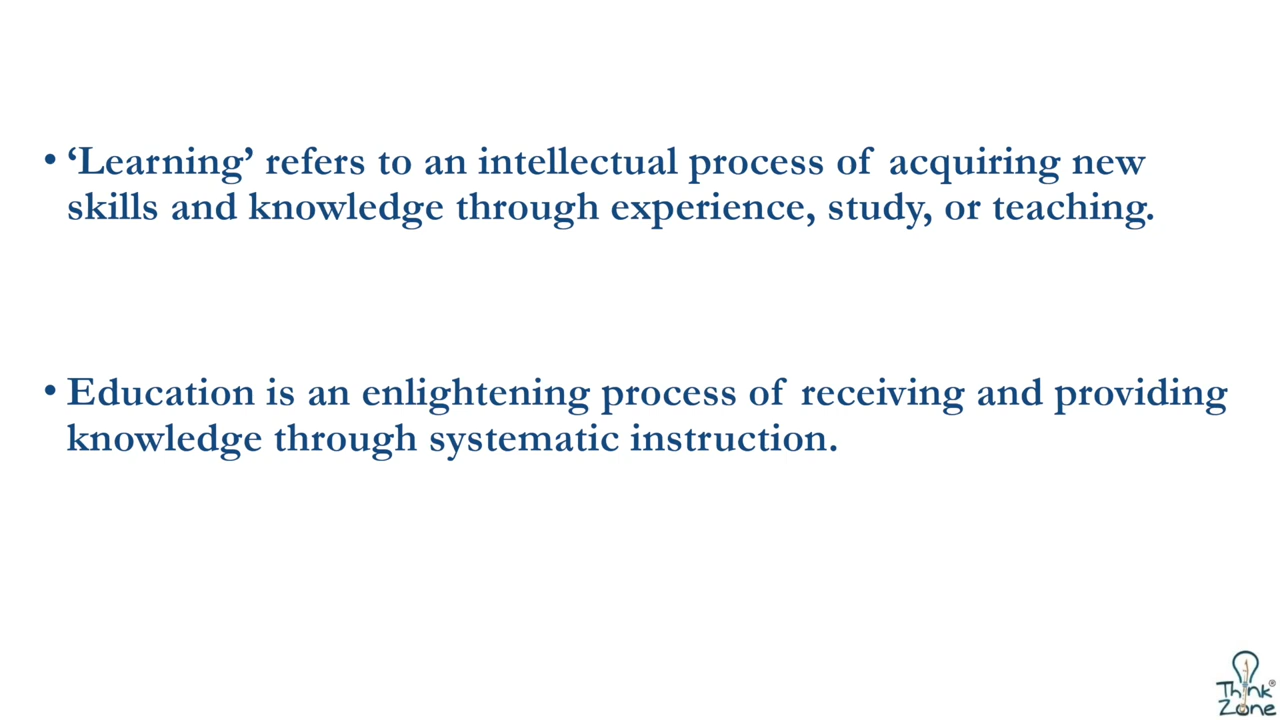 • ‘Learning’ refers to an intellectual process of acquiring new
skills and knowledge through experience, study, or teaching.
• Education is an enlightening process of receiving and providing
knowledge through systematic instruction.
Think®
Zone